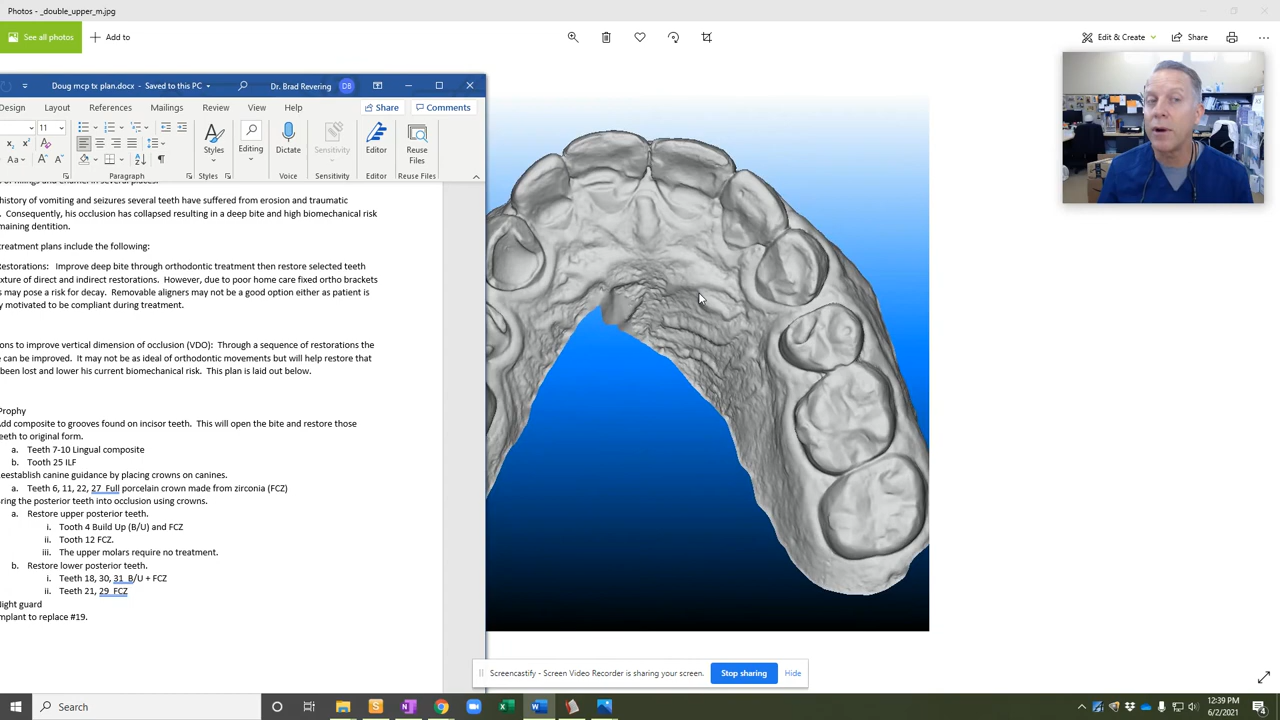 Photos - _double_upper_m.jpg
See all photos
Add to
Edit & Create
Share
Doug mcp tx plan.docx - Saved to this PC
Dr. Brad Revering
DB
Design
References
Mailings
Review
View
Help
Share
Comments
11
Styles
Editing
Dictate
Sensitivity
Editor
Reuse
Files
Paragraph
Styles
Voice
Sensitivity
Editor
Reuse Files
of fillings and enamel in several places.
history of vomiting and seizures several teeth have suffered from erosion and traumatic
. Consequently, his occlusion has collapsed resulting in a deep bite and high biomechanical risk
maining dentition.
treatment plans include the following:
Restorations: Improve deep bite through orthodontic treatment then restore selected teeth
xture of direct and indirect restorations. However, due to poor home care fixed ortho brackets
s may pose a risk for decay. Removable aligners may not be a good option either as patient is
y motivated to be compliant during treatment.
ons to improve vertical dimension of occlusion (VDO): Through a sequence of restorations the
e can be improved. It may not be as ideal of orthodontic movements but will help restore that
been lost and lower his current biomechanical risk. This plan is laid out below.
Prophy
Add composite to grooves found on incisor teeth. This will open the bite and restore those
eeth to original form.
a. Teeth 7-10 Lingual composite
b. Tooth 25 ILF
eestablish canine guidance by placing crowns on canines.
a. Teeth 6, 11, 22, 27 Full porcelain crown made from zirconia (FCZ)
ring the posterior teeth into occlusion using crowns.
a. Restore upper posterior teeth.
i. Tooth 4 Build Up (B/U) and FCZ
ii. Tooth 12 FCZ.
iii. The upper molars require no treatment.
b. Restore lower posterior teeth.
i. Teeth 18, 30, 31 B/U + FCZ
ii. Teeth 21, 29 FCZ
Night guard
mplant to replace #19.
Screencastify - Screen Video Recorder is sharing your screen.
Stop sharing
Hide
Search
12:39 PM
6/2/2021